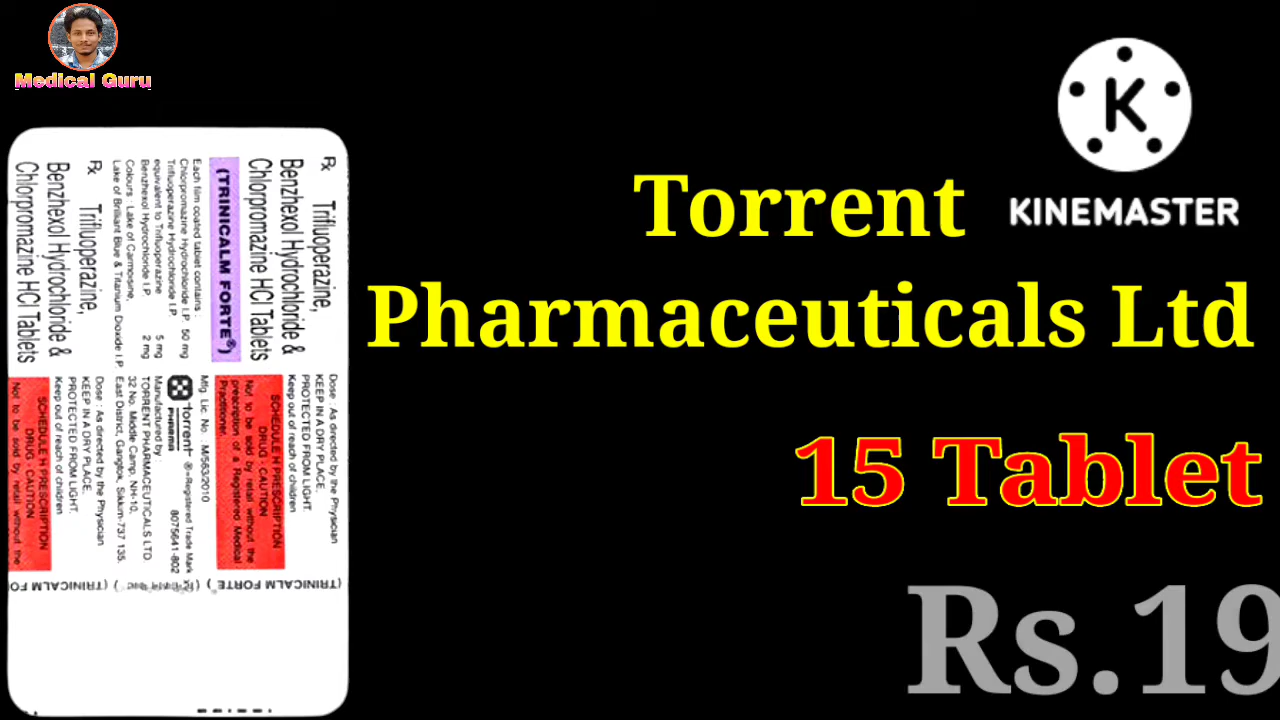 Medical Guru
KINEMASTER
Torrent
Pharmaceuticals Ltd
15 Tablet
Rs.19
Rx
Trifluoperazine,
Benzhexol Hydrochloride &
Chlorpromazine HCl Tablets
(TRINICALM FORTE®)
Each film coated tablet contains :
Chlorpromazine Hydrochloride I.P. 50 mg
Trifluoperazine Hydrochloride I.P.
equivalent to Trifluoperazine 5 mg
Benzhexol Hydrochloride I.P. 2 mg
Colours : Lake of Carmoisine,
Lake of Brilliant Blue & Titanium Dioxide I.P.
Rx
Trifluoperazine,
Benzhexol Hydrochloride &
Chlorpromazine HCl Tablets
Dose : As directed by the Physician
KEEP IN A DRY PLACE,
PROTECTED FROM LIGHT.
Keep out of reach of children
SCHEDULE H PRESCRIPTION
DRUG - CAUTION
Not to be sold by retail without the
prescription of a Registered Medical
Practitioner.
Mfg. Lic. No. : M/563/2010
torrent
PHARMA
®=Registered Trade Mark
8075641-802
Manufactured by :
TORRENT PHARMACEUTICALS LTD.
32 No. Middle Camp, NH-10,
East District, Gangtok, Sikkim-737 135.
Dose : As directed by the Physician
KEEP IN A DRY PLACE,
PROTECTED FROM LIGHT.
Keep out of reach of children
SCHEDULE H PRESCRIPTION
DRUG - CAUTION
Not to be sold by retail without the
(TRINICALM FO
(TRINICALM FORTE®)